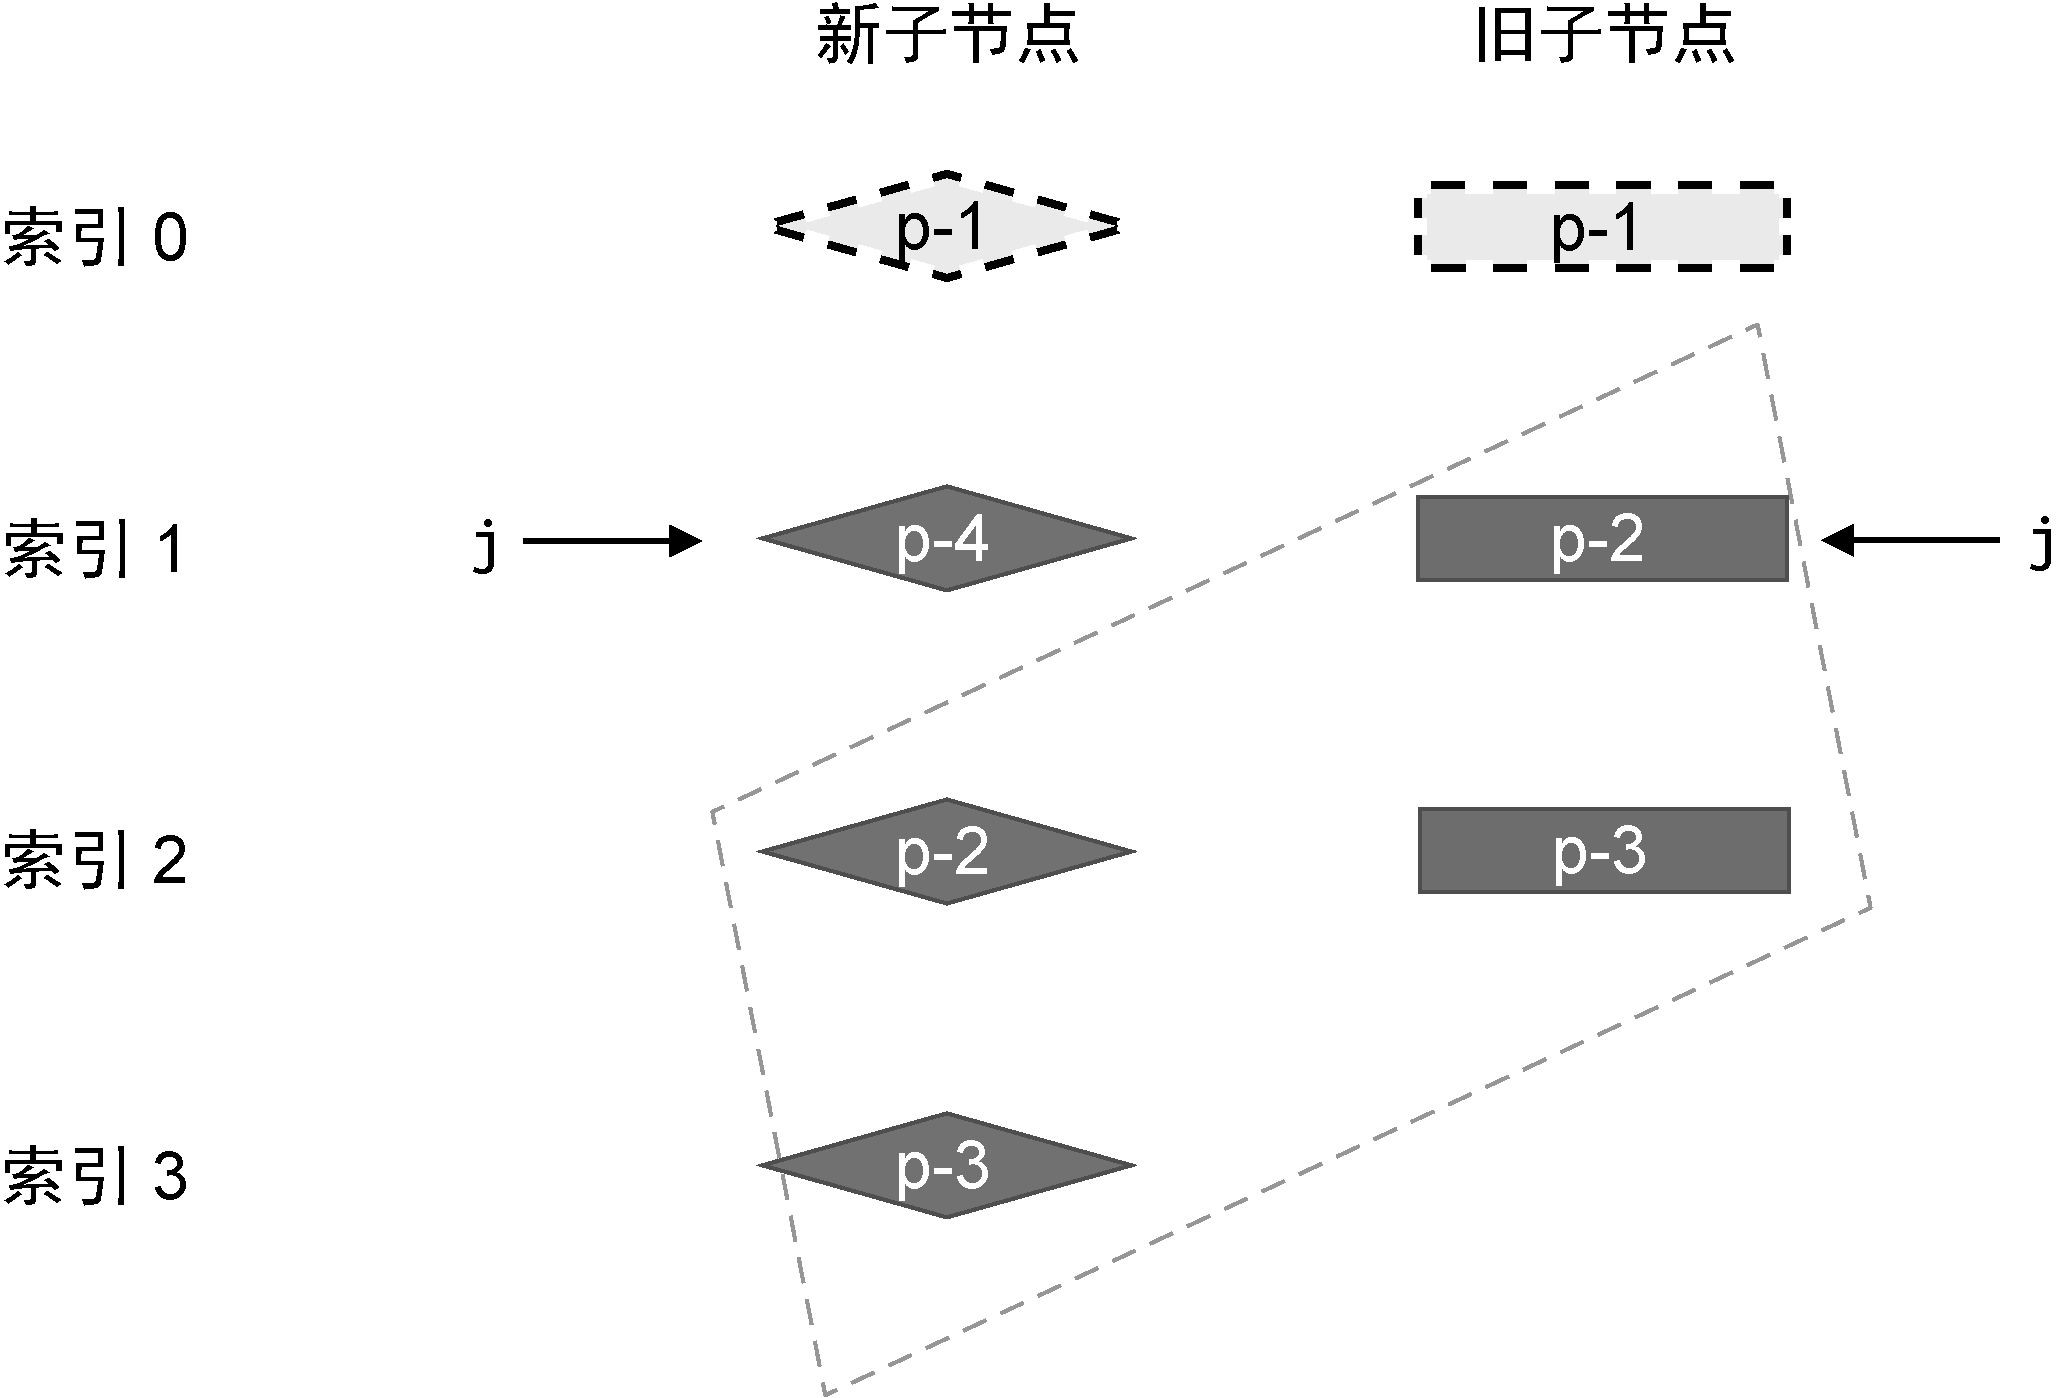 新子节点 旧子节点
索引 0 p-1 p-1
索引 1 j p-4 p-2 j
索引 2 p-2 p-3
索引 3 p-3